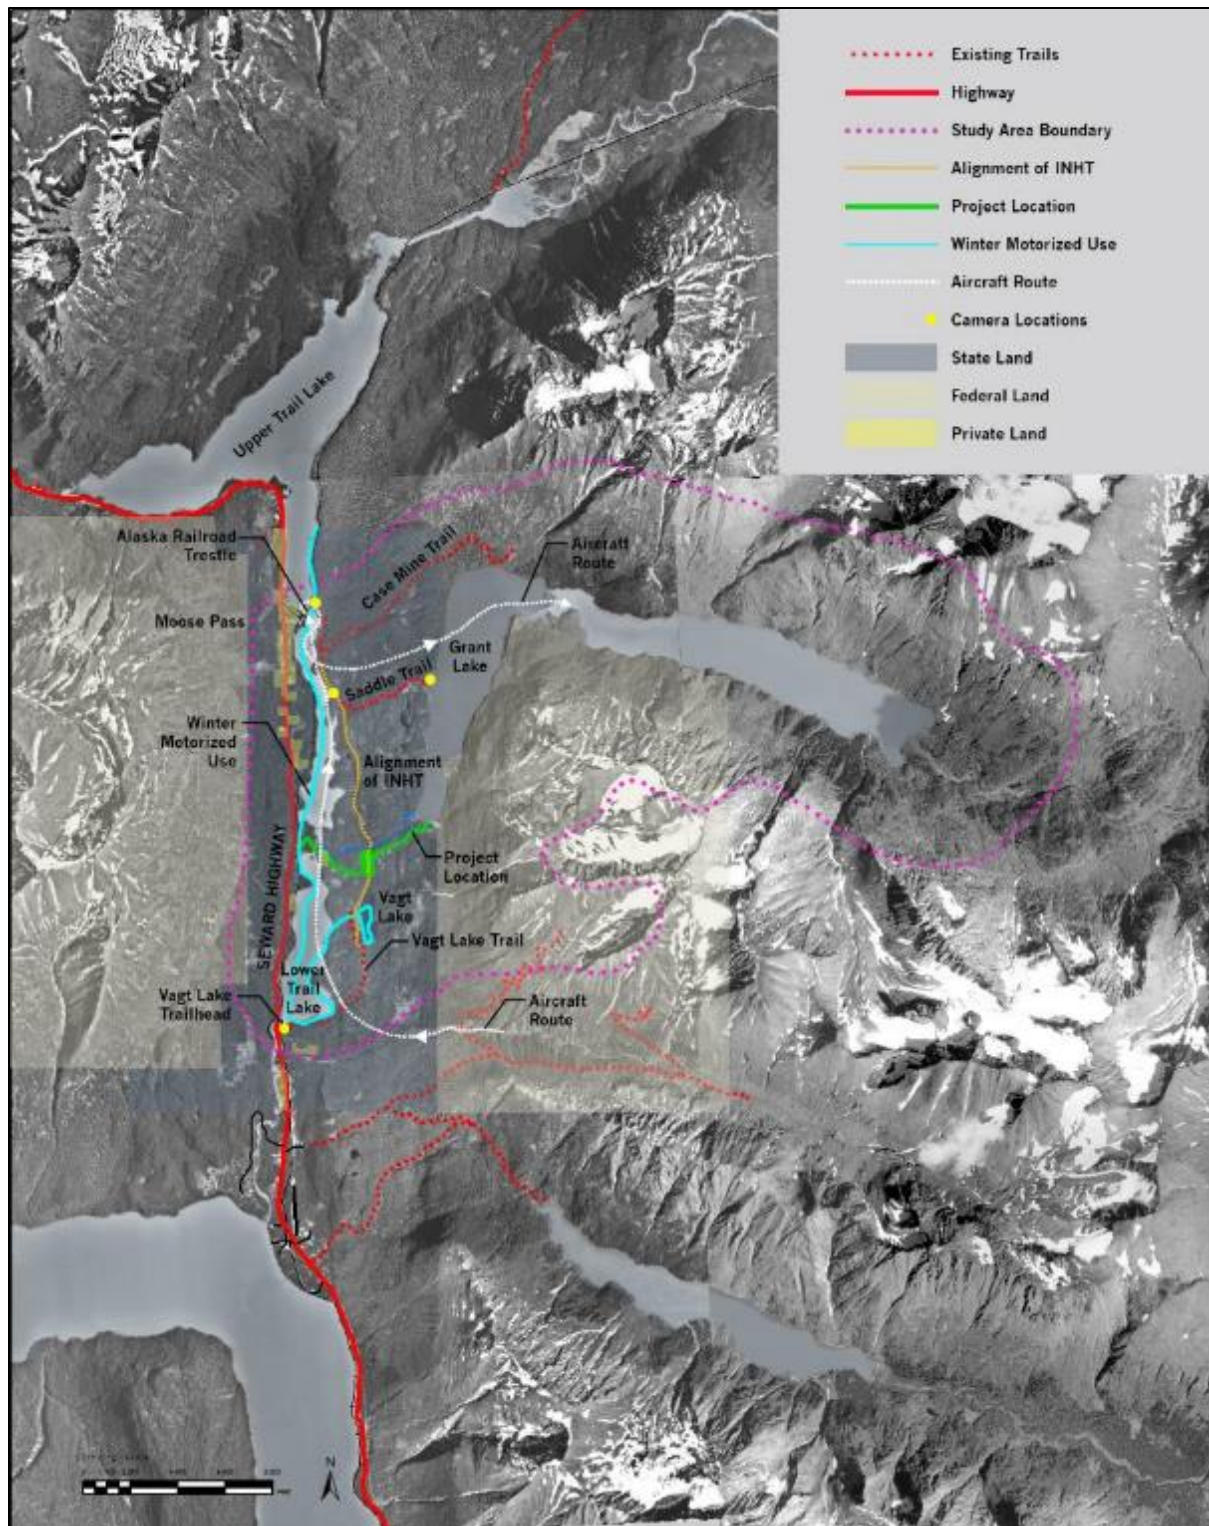 Existing Trails
Highway
Study Area Boundary
Alignment of INHT
Project Location
Winter Motorized Use
Aircraft Route
Camera Locations
State Land
Federal Land
Private Land
Upper Trail Lake
Alaska Railroad
Trestle
Case Mine Trail
Aircraft
Route
Moose Pass
Grant
Lake
Saddle Trail
Winter
Motorized
Use
Alignment
of INHT
SEWARD HIGHWAY
Project
Location
Vagt
Lake
Vagt Lake Trail
Lower
Trail
Lake
Vagt Lake
Trailhead
Aircraft
Route
N